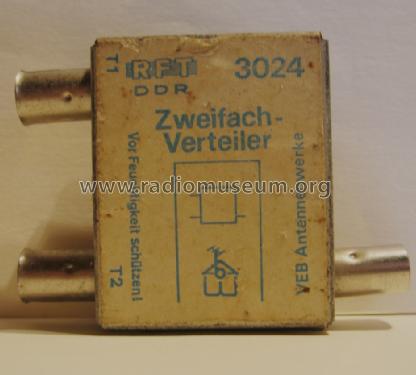 T1
RFT 3024
DDR
Zweifach-
Verteiler
Vor Feuchtigkeit schützen!
T2
VEB Antennenwerke
www.radiomuseum.org